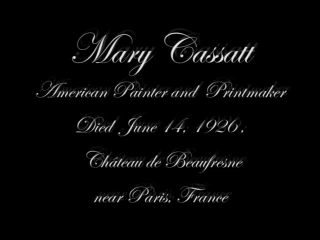 Mary Cassatt
American Painter and Printmaker
Died June 14, 1926,
Château de Beaufresne
near Paris, France